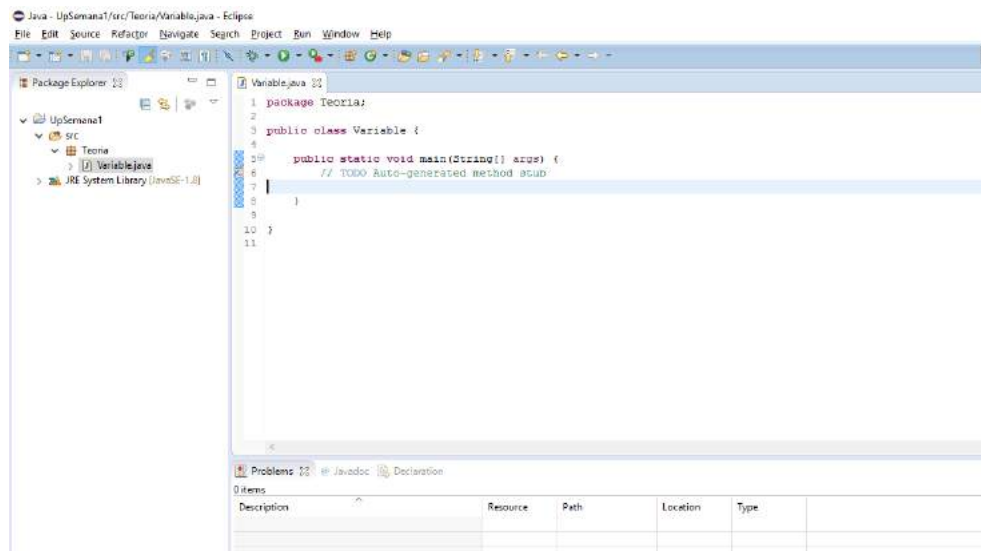 Java - UpSemana1/src/Teoria/Variable.java - Eclipse
File Edit Source Refactor Navigate Search Project Run Window Help
Package Explorer
UpSemana1
src
Teoria
Variable.java
JRE System Library [JavaSE-1.8]
Variable.java
1 package Teoria;
2
3 public class Variable {
4
5 public static void main(String[] args) {
6 // TODO Auto-generated method stub
7
8 }
9
10 }
11
Problems Javadoc Declaration
0 items
Description Resource Path Location Type